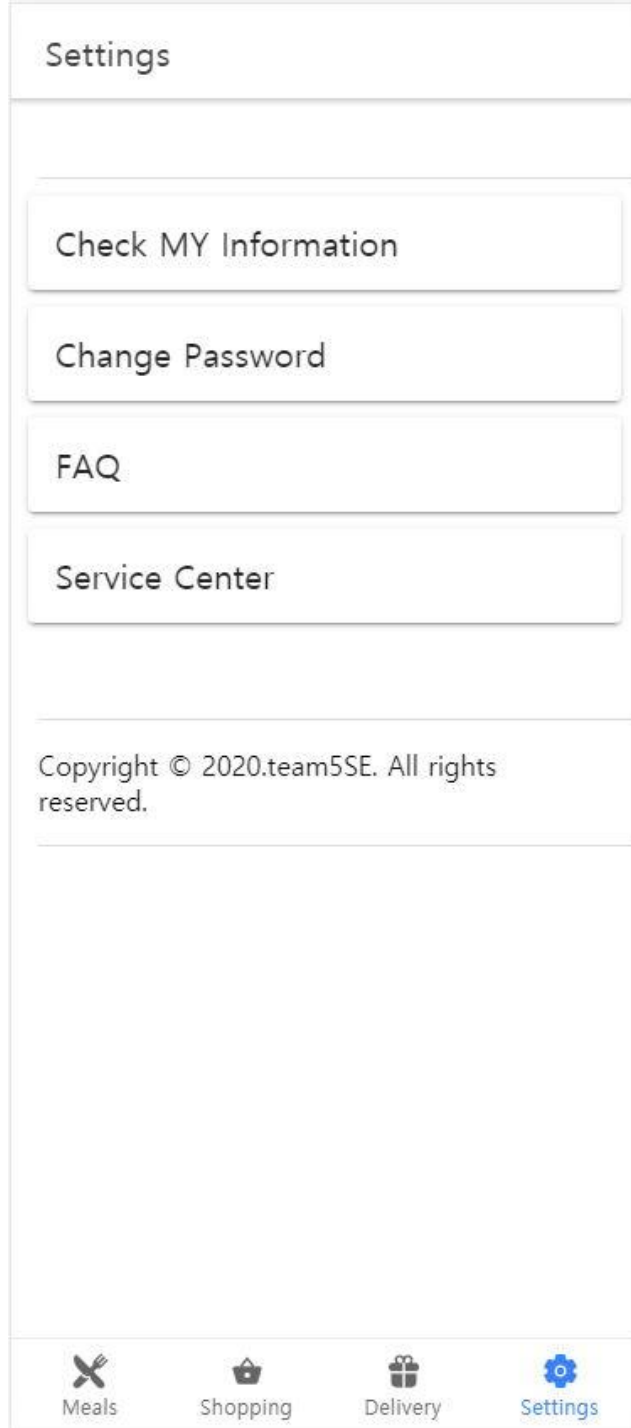 Settings
Check MY Information
Change Password
FAQ
Service Center
Copyright © 2020.team5SE. All rights
reserved.
Meals
Shopping
Delivery
Settings